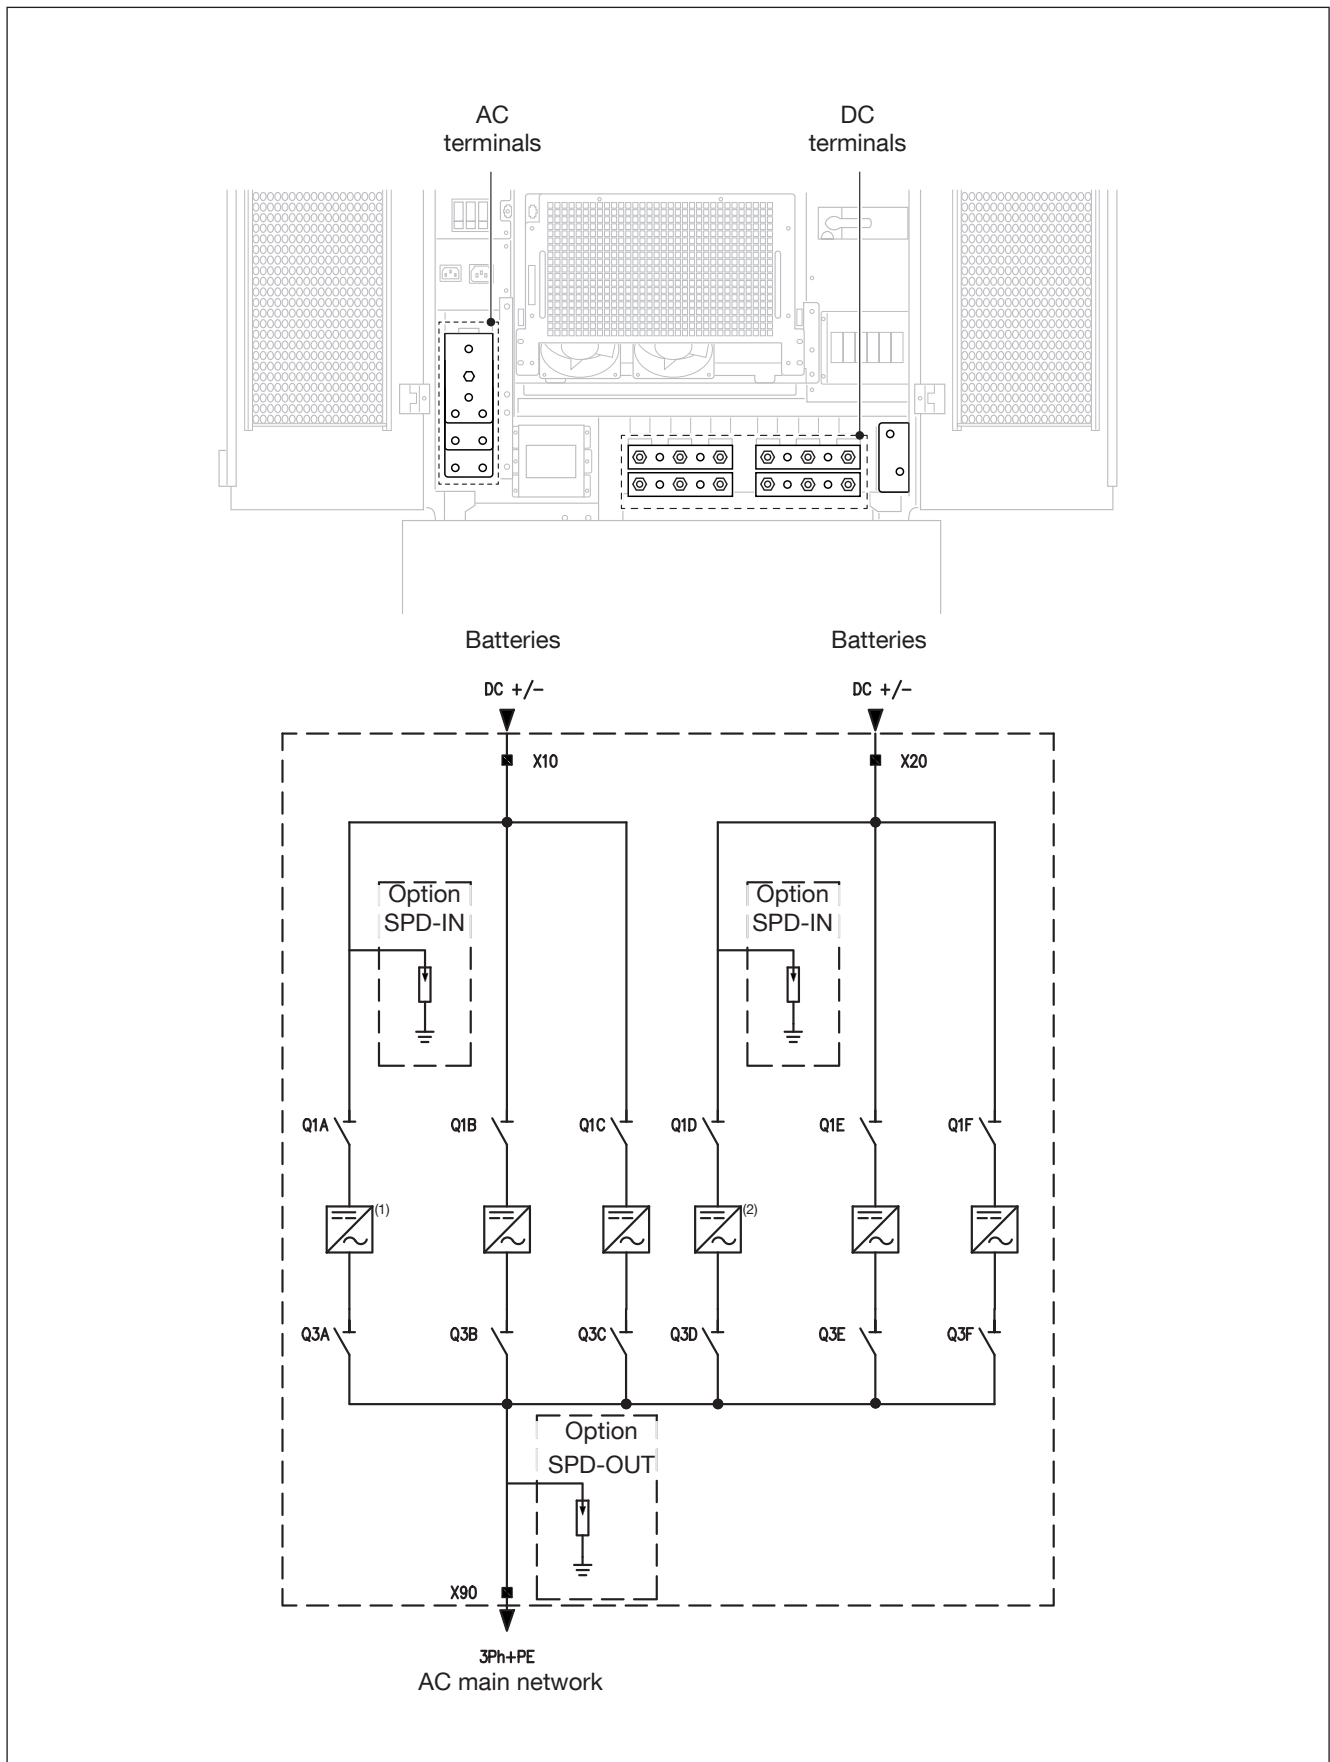 AC
terminals
DC
terminals
Batteries
Batteries
DC +/-
DC +/-
X10
X20
Option
SPD-IN
Option
SPD-IN
Q1A
Q1B
Q1C
Q1D
Q1E
Q1F
(1)
(2)
Q3A
Q3B
Q3C
Q3D
Q3E
Q3F
Option
SPD-OUT
X90
3Ph+PE
AC main network